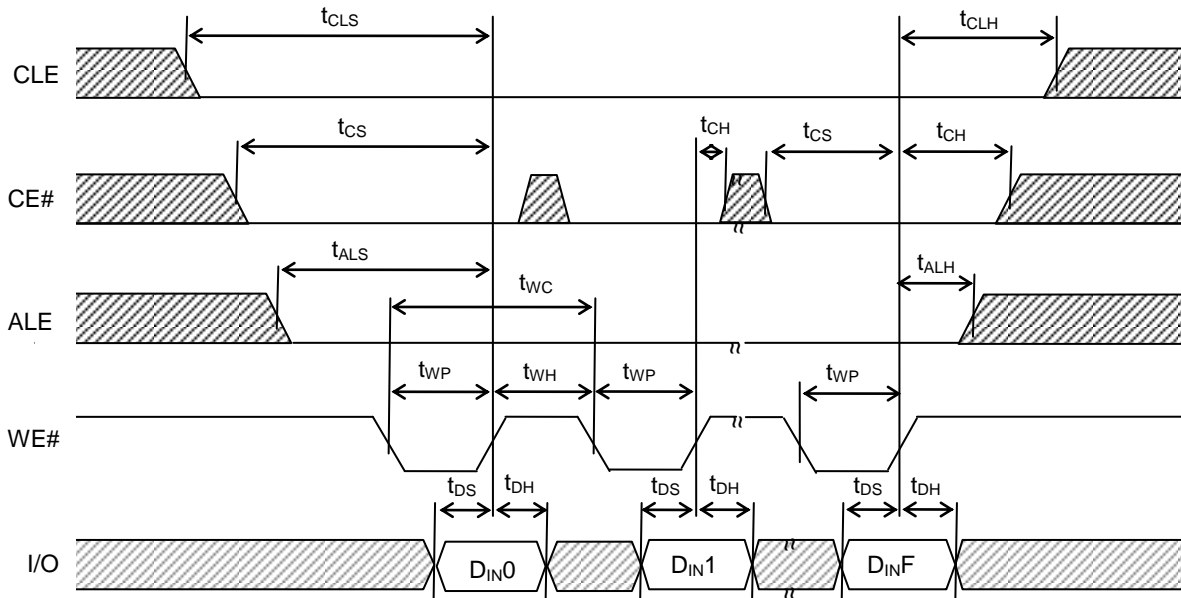 tCLS tCLH
CLE
tCS tCH tCS tCH
CE#
tALS tWC tALH
ALE
tWP tWH tWP tWP
WE#
tDS tDH tDS tDH tDS tDH
I/O DIN0 DIN1 DINF